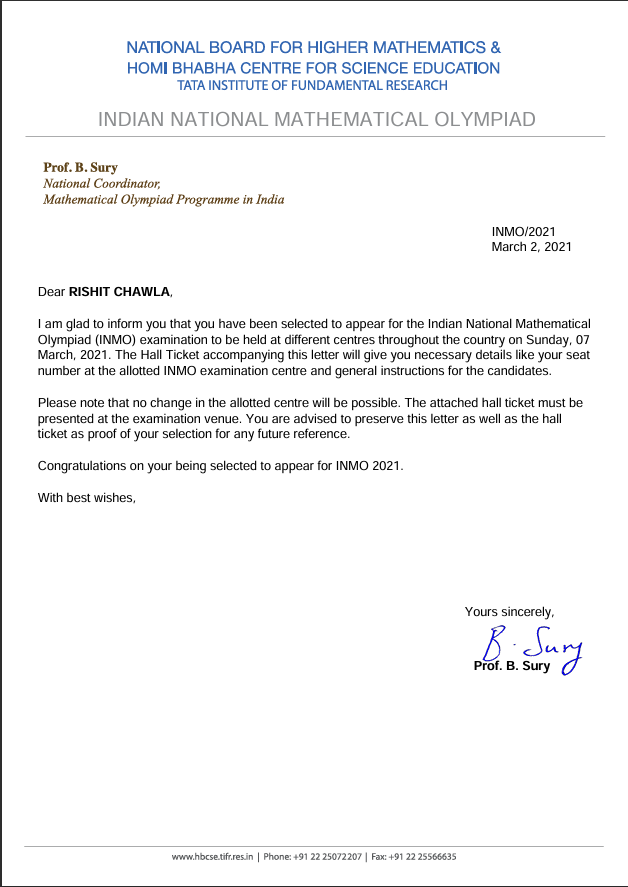 NATIONAL BOARD FOR HIGHER MATHEMATICS &
HOMI BHABHA CENTRE FOR SCIENCE EDUCATION
TATA INSTITUTE OF FUNDAMENTAL RESEARCH
INDIAN NATIONAL MATHEMATICAL OLYMPIAD
Prof. B. Sury
National Coordinator,
Mathematical Olympiad Programme in India
INMO/2021
March 2, 2021
Dear RISHIT CHAWLA,
I am glad to inform you that you have been selected to appear for the Indian National Mathematical
Olympiad (INMO) examination to be held at different centres throughout the country on Sunday, 07
March, 2021. The Hall Ticket accompanying this letter will give you necessary details like your seat
number at the allotted INMO examination centre and general instructions for the candidates.
Please note that no change in the allotted centre will be possible. The attached hall ticket must be
presented at the examination venue. You are advised to preserve this letter as well as the hall
ticket as proof of your selection for any future reference.
Congratulations on your being selected to appear for INMO 2021.
With best wishes,
Yours sincerely,
B. Sury
Prof. B. Sury
www.hbcse.tifr.res.in | Phone: +91 22 25072207 | Fax: +91 22 25566635